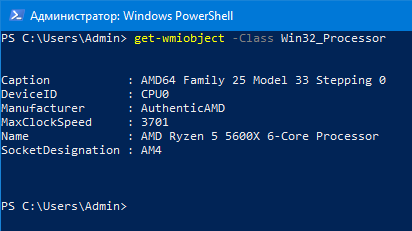 Администратор: Windows PowerShell
PS C:\Users\Admin> get-wmiobject -Class Win32_Processor
Caption : AMD64 Family 25 Model 33 Stepping 0
DeviceID : CPU0
Manufacturer : AuthenticAMD
MaxClockSpeed : 3701
Name : AMD Ryzen 5 5600X 6-Core Processor
SocketDesignation : AM4
PS C:\Users\Admin>